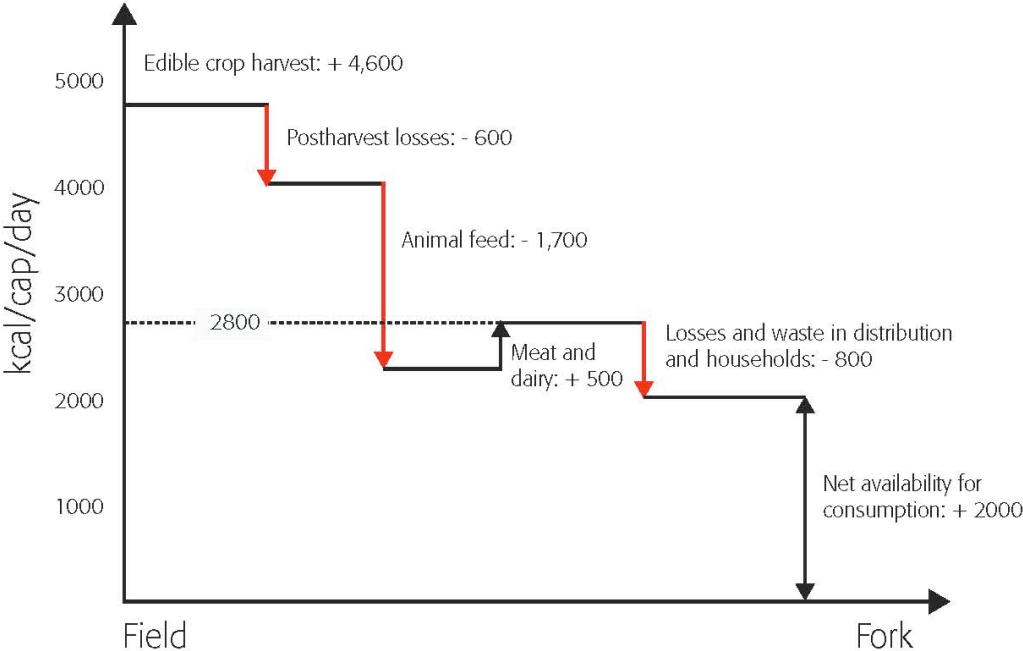 Edible crop harvest: + 4,600
5000
Postharvest losses: - 600
4000
Animal feed: - 1,700
3000
2800
Losses and waste in distribution
and households: - 800
Meat and
dairy: + 500
2000
Net availability for
consumption: + 2000
1000
kcal/cap/day
Field
Fork